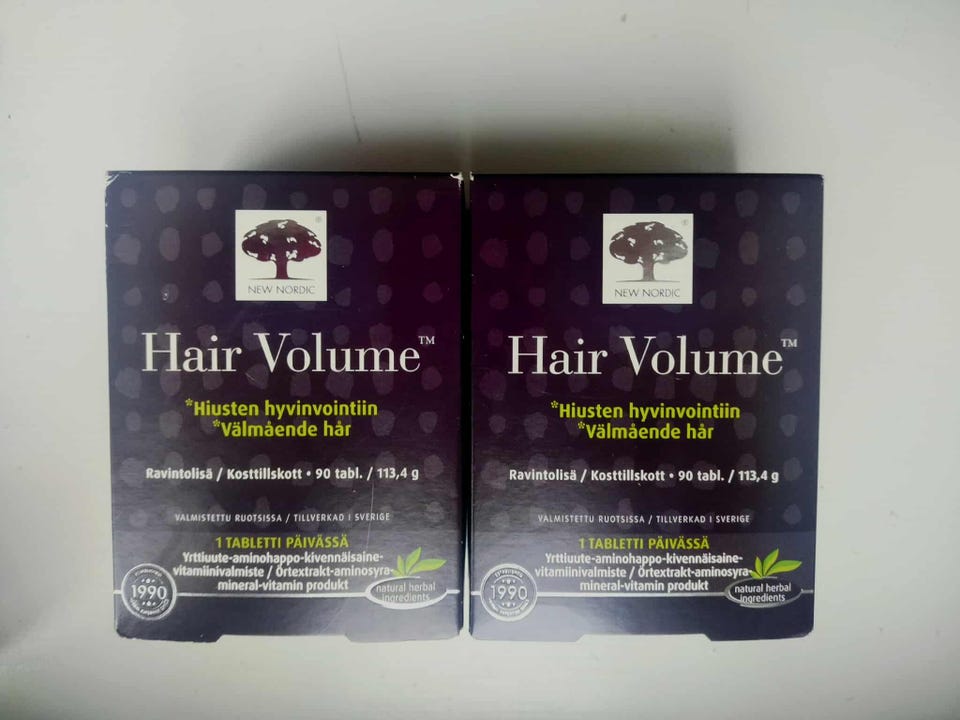 NEW NORDIC
Hair Volume™
*Hiusten hyvinvointiin
*Välmående hår
Ravintolisä / Kosttillskott • 90 tabl. / 113,4 g
VALMISTETTU RUOTSISSA / TILLVERKAD I SVERIGE
1 TABLETTI PÄIVÄSSÄ
Yrttiuute-aminohappo-kivennäisaine-
vitamiinivalmiste / Örtextrakt-aminosyra-
mineral-vitamin produkt
1990
natural herbal
ingredients
NEW NORDIC
Hair Volume™
*Hiusten hyvinvointiin
*Välmående hår
Ravintolisä / Kosttillskott • 90 tabl. / 113,4 g
VALMISTETTU RUOTSISSA / TILLVERKAD I SVERIGE
1 TABLETTI PÄIVÄSSÄ
Yrttiuute-aminohappo-kivennäisaine-
vitamiinivalmiste / Örtextrakt-aminosyra-
mineral-vitamin produkt
1990
natural herbal
ingredients